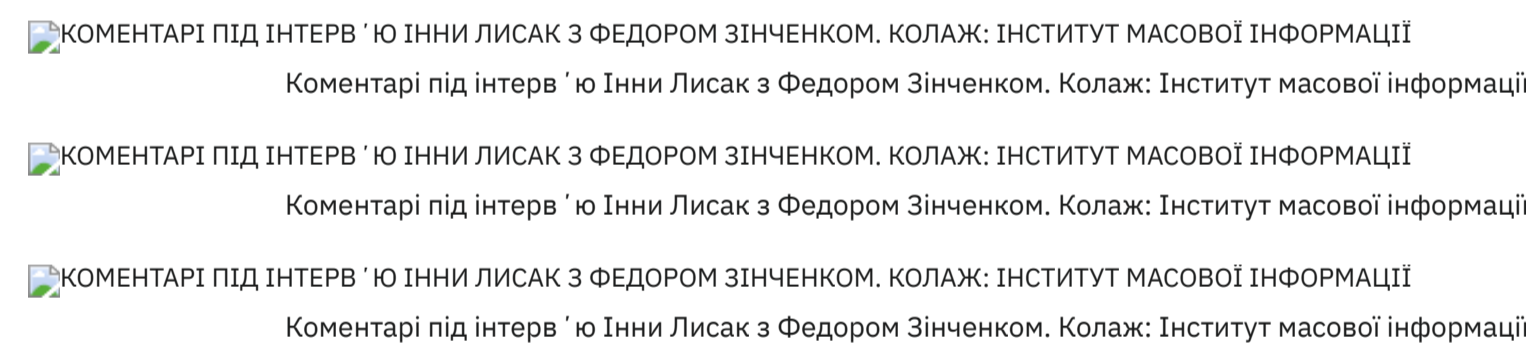 КОМЕНТАРІ ПІД ІНТЕРВ ʼЮ ІННИ ЛИСАК З ФЕДОРОМ ЗІНЧЕНКОМ. КОЛАЖ: ІНСТИТУТ МАСОВОЇ ІНФОРМАЦІЇ
Коментарі під інтерв ʼю Інни Лисак з Федором Зінченком. Колаж: Інститут масової інформації
КОМЕНТАРІ ПІД ІНТЕРВ ʼЮ ІННИ ЛИСАК З ФЕДОРОМ ЗІНЧЕНКОМ. КОЛАЖ: ІНСТИТУТ МАСОВОЇ ІНФОРМАЦІЇ
Коментарі під інтерв ʼю Інни Лисак з Федором Зінченком. Колаж: Інститут масової інформації
КОМЕНТАРІ ПІД ІНТЕРВ ʼЮ ІННИ ЛИСАК З ФЕДОРОМ ЗІНЧЕНКОМ. КОЛАЖ: ІНСТИТУТ МАСОВОЇ ІНФОРМАЦІЇ
Коментарі під інтерв ʼю Інни Лисак з Федором Зінченком. Колаж: Інститут масової інформації